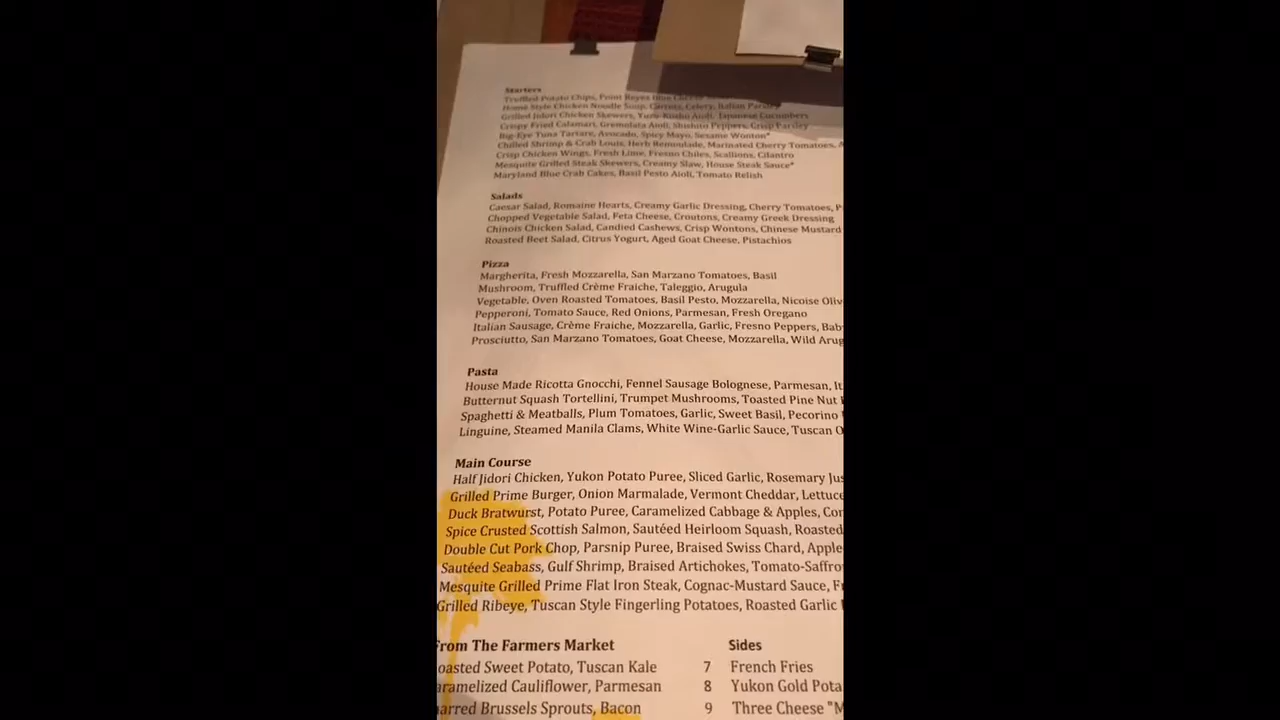 Starters
Truffled Potato Chips, Point Reyes Blue Cheese
Home Style Chicken Noodle Soup, Carrots, Celery, Italian Parsley
Grilled Jidori Chicken Skewers, Yuzu-Kosho Aioli, Japanese Cucumbers
Crispy Fried Calamari, Gremolata Aioli, Shishito Peppers, Crisp Parsley
Big-Eye Tuna Tartare, Avocado, Spicy Mayo, Sesame Wonton*
Chilled Shrimp & Crab Louis, Herb Remoulade, Marinated Cherry Tomatoes, A
Crisp Chicken Wings, Fresh Lime, Fresno Chiles, Scallions, Cilantro
Mesquite Grilled Steak Skewers, Creamy Slaw, House Steak Sauce*
Maryland Blue Crab Cakes, Basil Pesto Aioli, Tomato Relish
Salads
Caesar Salad, Romaine Hearts, Creamy Garlic Dressing, Cherry Tomatoes, P
Chopped Vegetable Salad, Feta Cheese, Croutons, Creamy Greek Dressing
Chinois Chicken Salad, Candied Cashews, Crisp Wontons, Chinese Mustard
Roasted Beet Salad, Citrus Yogurt, Aged Goat Cheese, Pistachios
Pizza
Margherita, Fresh Mozzarella, San Marzano Tomatoes, Basil
Mushroom, Truffled Crème Fraiche, Taleggio, Arugula
Vegetable, Oven Roasted Tomatoes, Basil Pesto, Mozzarella, Nicoise Oliv
Pepperoni, Tomato Sauce, Red Onions, Parmesan, Fresh Oregano
Italian Sausage, Crème Fraiche, Mozzarella, Garlic, Fresno Peppers, Bab
Prosciutto, San Marzano Tomatoes, Goat Cheese, Mozzarella, Wild Arug
Pasta
House Made Ricotta Gnocchi, Fennel Sausage Bolognese, Parmesan, It
Butternut Squash Tortellini, Trumpet Mushrooms, Toasted Pine Nut
Spaghetti & Meatballs, Plum Tomatoes, Garlic, Sweet Basil, Pecorino
Linguine, Steamed Manila Clams, White Wine-Garlic Sauce, Tuscan O
Main Course
Half Jidori Chicken, Yukon Potato Puree, Sliced Garlic, Rosemary Jus
Grilled Prime Burger, Onion Marmalade, Vermont Cheddar, Lettuce
Duck Bratwurst, Potato Puree, Caramelized Cabbage & Apples, Cor
Spice Crusted Scottish Salmon, Sautéed Heirloom Squash, Roasted
Double Cut Pork Chop, Parsnip Puree, Braised Swiss Chard, Apple
Sautéed Seabass, Gulf Shrimp, Braised Artichokes, Tomato-Saffro
Mesquite Grilled Prime Flat Iron Steak, Cognac-Mustard Sauce, Fr
Grilled Ribeye, Tuscan Style Fingerling Potatoes, Roasted Garlic
From The Farmers Market
oasted Sweet Potato, Tuscan Kale 7
aramelized Cauliflower, Parmesan 8
arred Brussels Sprouts, Bacon 9
Sides
French Fries
Yukon Gold Pota
Three Cheese "M